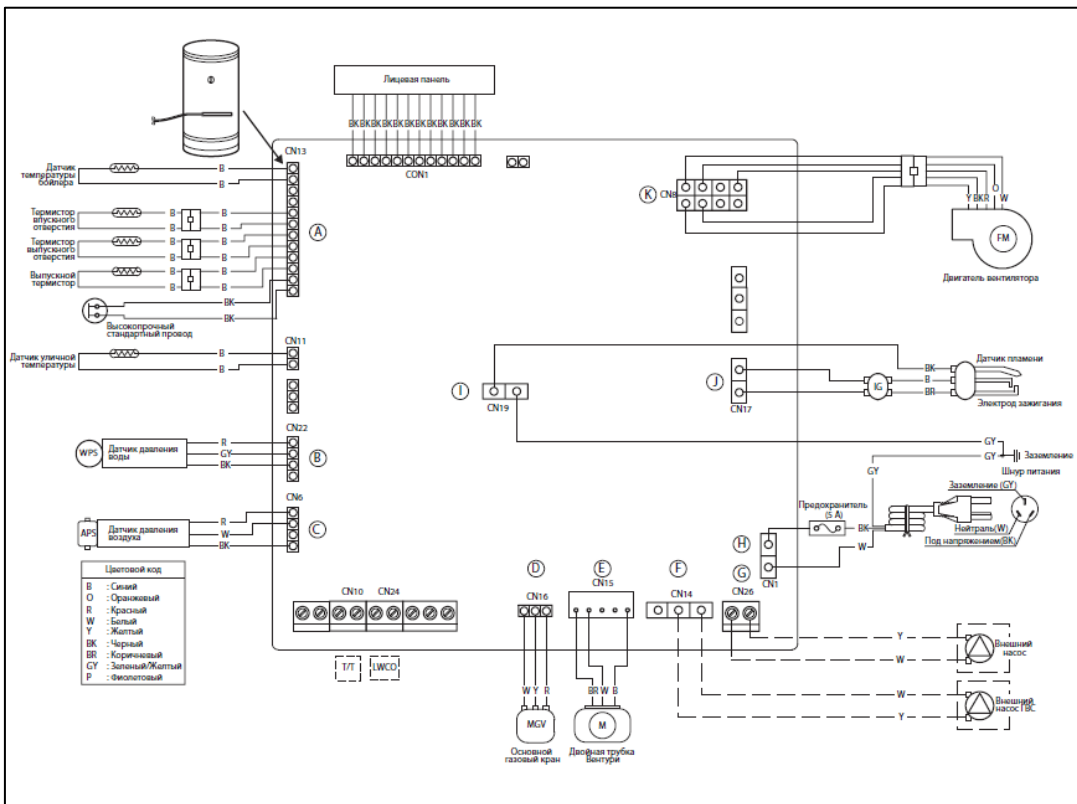 Лицевая панель
BK BK BK BK BK BK BK BK BK BK BK BK
CON1
CN13
Датчик
температуры
бойлера
B
B
Термистор
впускного
отверстия
B B
B B
Термистор
выпускного
отверстия
B B
B B
Выпускной
термистор
B B
B B
A
BK
BK
Высокопрочный
стандартный провод
CN11
Датчик уличной
температуры
B
B
CN22
WPS
Датчик давления
воды
R
GY
BK
B
CN6
APS
Датчик давления
воздуха
R
W
BK
C
K
CN8
Y BK R O W
FM
Двигатель вентилятора
I
CN19
J
CN17
IG
BK
B
BR
Датчик пламени
Электрод зажигания
GY
GY
GY
Заземление
Шнур питания
Заземление (GY)
Нейтраль(W)
Под напряжением(BK)
Предохранитель
(5 А)
BK
W
H
G
CN1
CN26
Цветовой код
B : Синий
O : Оранжевый
R : Красный
W : Белый
Y : Желтый
BK : Черный
BR : Коричневый
GY : Зеленый/Желтый
P : Фиолетовый
CN10 CN24
T/T LWCO
D
CN16
W Y R
MGV
Основной
газовый кран
E
CN15
BR W B
M
Двойная трубка
Вентури
F
CN14
Y
W
Внешний
насос
W
Y
Внешний
насос ГВС